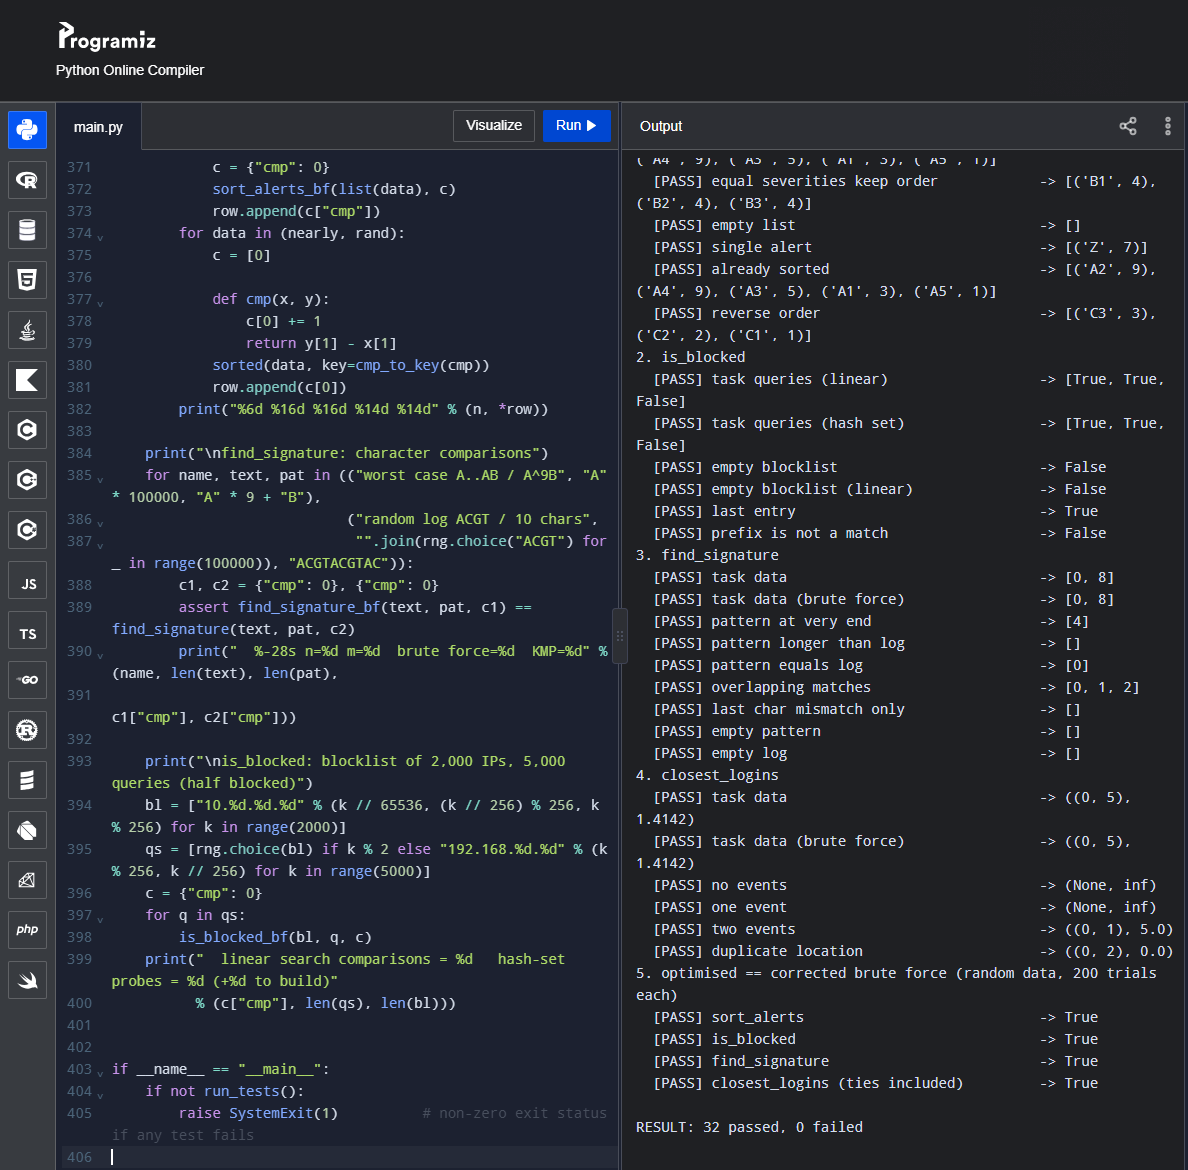 Programiz
Python Online Compiler
main.py
Visualize
Run
371 c = {"cmp": 0}
372 sort_alerts_bf(list(data), c)
373 row.append(c["cmp"])
374 for data in (nearly, rand):
375 c = [0]
376
377 def cmp(x, y):
378 c[0] += 1
379 return y[1] - x[1]
380 sorted(data, key=cmp_to_key(cmp))
381 row.append(c[0])
382 print("%6d %16d %16d %14d %14d" % (n, *row))
383
384 print("\nfind_signature: character comparisons")
385 for name, text, pat in (("worst case A..AB / A^9B", "A"
* 100000, "A" * 9 + "B"),
386 ("random log ACGT / 10 chars",
387 "".join(rng.choice("ACGT") for
_ in range(100000)), "ACGTACGTAC")):
388 c1, c2 = {"cmp": 0}, {"cmp": 0}
389 assert find_signature_bf(text, pat, c1) ==
find_signature(text, pat, c2)
390 print("  %-28s n=%d m=%d  brute force=%d  KMP=%d" %
(name, len(text), len(pat),
391
c1["cmp"], c2["cmp"]))
392
393 print("\nis_blocked: blocklist of 2,000 IPs, 5,000
queries (half blocked)")
394 bl = ["10.%d.%d.%d" % (k // 65536, (k // 256) % 256, k
% 256) for k in range(2000)]
395 qs = [rng.choice(bl) if k % 2 else "192.168.%d.%d" % (k
% 256, k // 256) for k in range(5000)]
396 c = {"cmp": 0}
397 for q in qs:
398 is_blocked_bf(bl, q, c)
399 print("  linear search comparisons = %d   hash-set
probes = %d (+%d to build)"
400 % (c["cmp"], len(qs), len(bl)))
401
402
403 if __name__ == "__main__":
404 if not run_tests():
405 raise SystemExit(1) # non-zero exit status
if any test fails
406
JS
TS
GO
php
Output
('A4', 9), ('A3', 5), ('A1', 3), ('A5', 1)]
[PASS] equal severities keep order -> [('B1', 4),
('B2', 4), ('B3', 4)]
[PASS] empty list -> []
[PASS] single alert -> [('Z', 7)]
[PASS] already sorted -> [('A2', 9),
('A4', 9), ('A3', 5), ('A1', 3), ('A5', 1)]
[PASS] reverse order -> [('C3', 3),
('C2', 2), ('C1', 1)]
2. is_blocked
[PASS] task queries (linear) -> [True, True,
False]
[PASS] task queries (hash set) -> [True, True,
False]
[PASS] empty blocklist -> False
[PASS] empty blocklist (linear) -> False
[PASS] last entry -> True
[PASS] prefix is not a match -> False
3. find_signature
[PASS] task data -> [0, 8]
[PASS] task data (brute force) -> [0, 8]
[PASS] pattern at very end -> [4]
[PASS] pattern longer than log -> []
[PASS] pattern equals log -> [0]
[PASS] overlapping matches -> [0, 1, 2]
[PASS] last char mismatch only -> []
[PASS] empty pattern -> []
[PASS] empty log -> []
4. closest_logins
[PASS] task data -> ((0, 5),
1.4142)
[PASS] task data (brute force) -> ((0, 5),
1.4142)
[PASS] no events -> (None, inf)
[PASS] one event -> (None, inf)
[PASS] two events -> ((0, 1), 5.0)
[PASS] duplicate location -> ((0, 2), 0.0)
5. optimised == corrected brute force (random data, 200 trials
each)
[PASS] sort_alerts -> True
[PASS] is_blocked -> True
[PASS] find_signature -> True
[PASS] closest_logins (ties included) -> True
RESULT: 32 passed, 0 failed